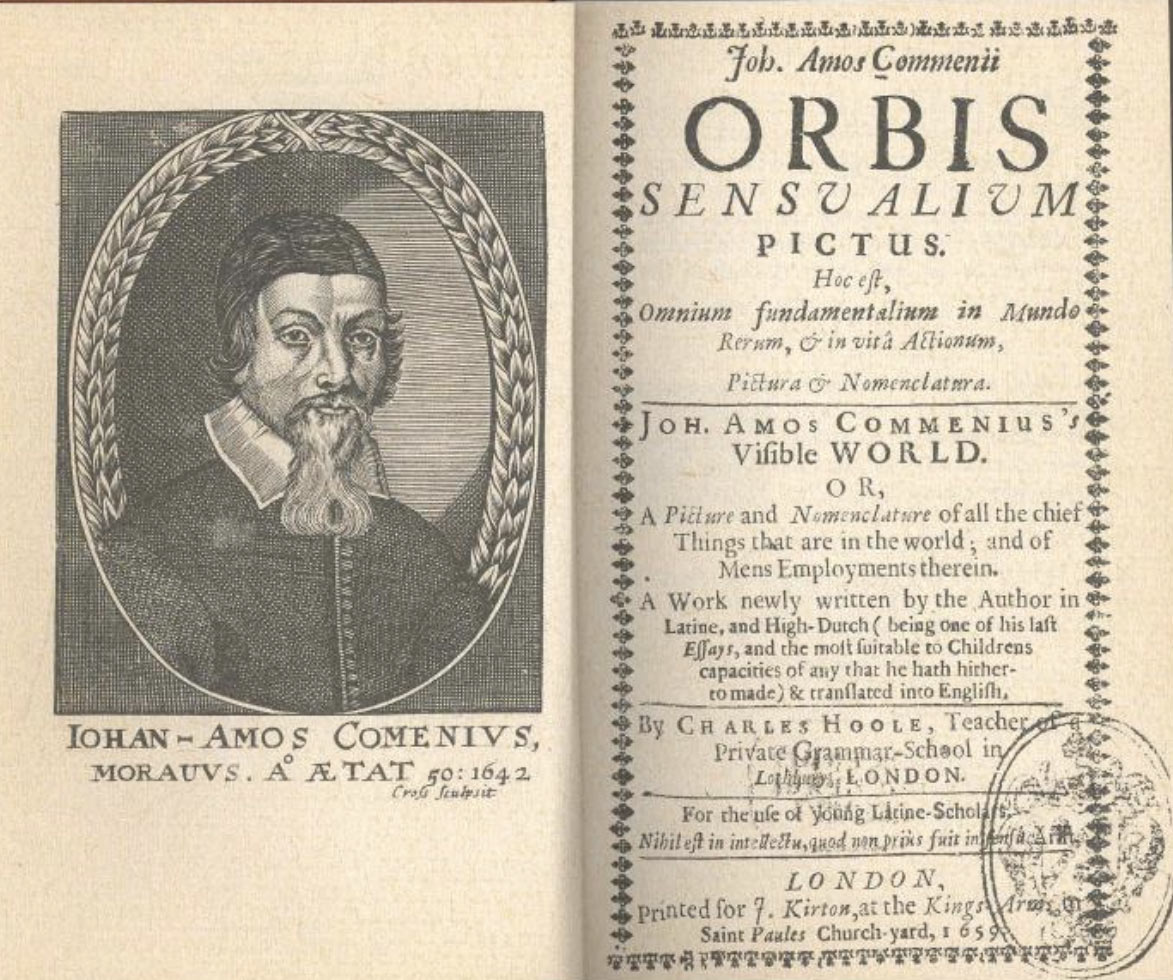 IOHAN-AMOS COMENIVS,
MORAUVS. A° ÆTAT 50: 1642
Cross sculpsit
Joh. Amos Commenii
ORBIS
SENSUALIUM
PICTUS.
Hoc eſt,
Omnium fundamentalium in Mundo
Rerum, & in vitâ Actionum,
Pictura & Nomenclatura.
JOH. AMOS COMMENIUS's
Viſible WORLD.
OR,
A Picture and Nomenclature of all the chief
Things that are in the world; and of
Mens Employments therein.
A Work newly written by the Author in
Latine, and High-Dutch (being one of his laſt
Eſſays, and the moſt ſuitable to Childrens
capacities of any that he hath hither-
to made) & tranſlated into Engliſh,
By CHARLES HOOLE, Teacher of a
Private Grammar-School in
Lothbury, LONDON.
For the uſe of young Latine-Scholars.
Nihil eſt in intellectu, quod non priùs fuit in ſenſu. Ariſt.
LONDON,
Printed for J. Kirton, at the Kings-Arms, in
Saint Paules Church-yard, 1659.